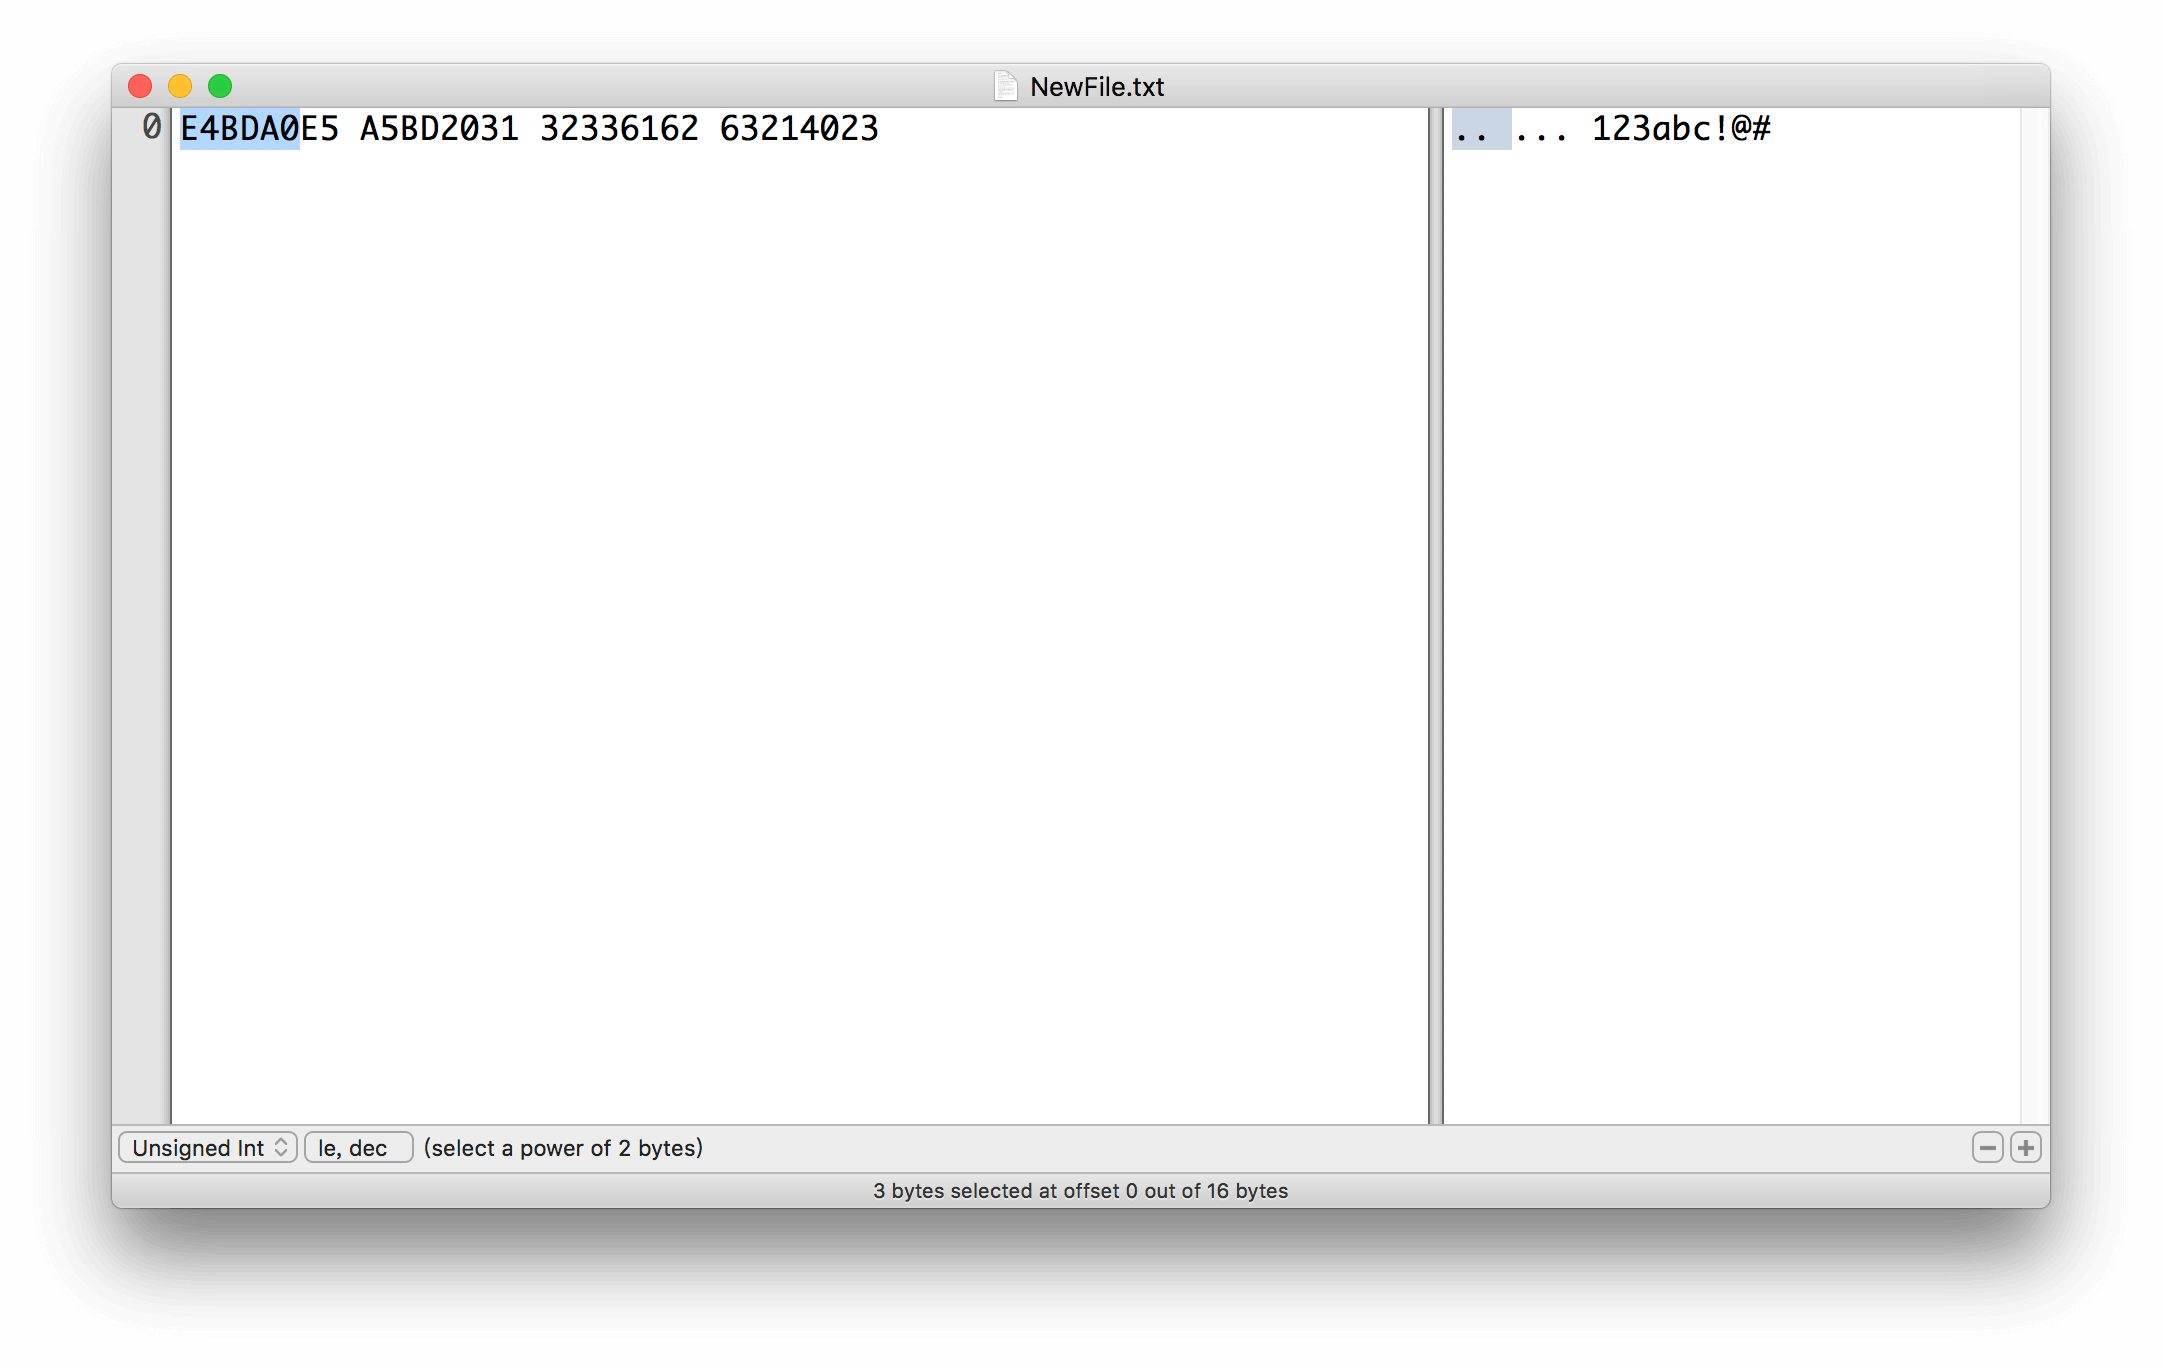 NewFile.txt
0 E4BDA0E5 A5BD2031 32336162 63214023 .. ... 123abc!@#
Unsigned Int le, dec (select a power of 2 bytes)
3 bytes selected at offset 0 out of 16 bytes